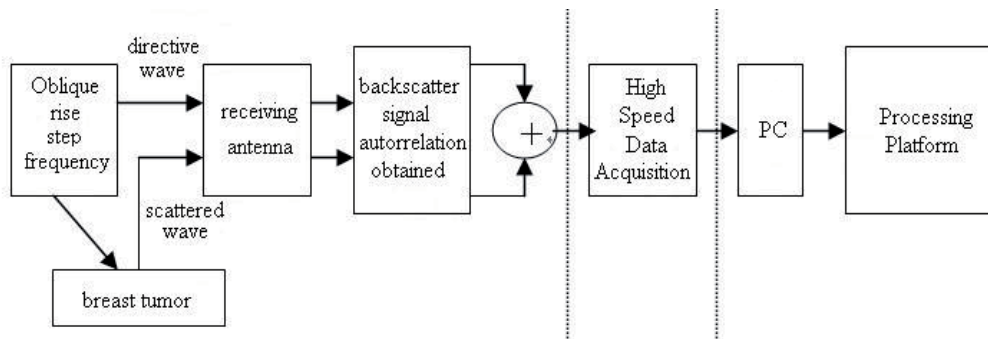 Oblique
rise
step
frequency
directive
wave
scattered
wave
breast tumor
receiving
antenna
backscatter
signal
autorrelation
obtained
+
High
Speed
Data
Acquisition
PC
Processing
Platform